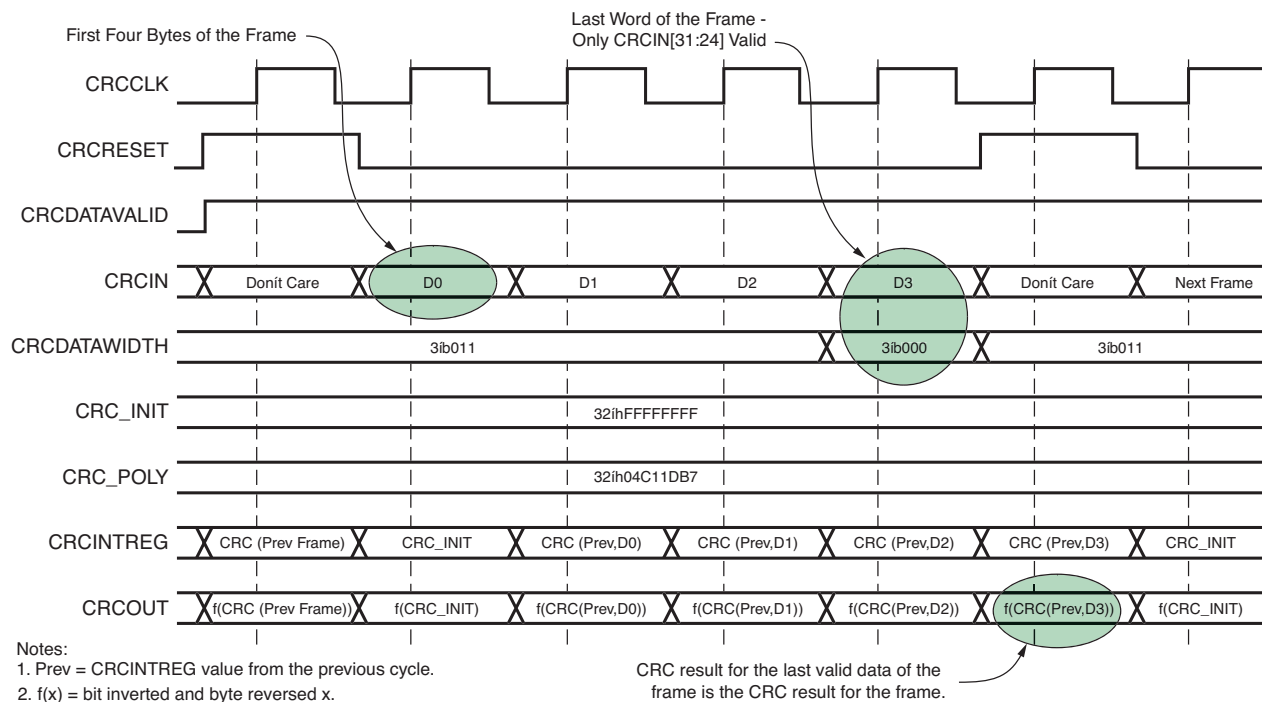 Last Word of the Frame -
Only CRCIN[31:24] Valid
First Four Bytes of the Frame
CRCCLK
CRCRESET
CRCDATAVALID
CRCIN Donít Care D0 D1 D2 D3 Donít Care Next Frame
CRCDATAWIDTH 3íb011 3íb000 3íb011
CRC_INIT 32íhFFFFFFFF
CRC_POLY 32íh04C11DB7
CRCINTREG CRC (Prev Frame) CRC_INIT CRC (Prev,D0) CRC (Prev,D1) CRC (Prev,D2) CRC (Prev,D3) CRC_INIT
CRCOUT f(CRC (Prev Frame)) f(CRC_INIT) f(CRC(Prev,D0)) f(CRC(Prev,D1)) f(CRC(Prev,D2)) f(CRC(Prev,D3)) f(CRC_INIT)
Notes:
1. Prev = CRCINTREG value from the previous cycle.
2. f(x) = bit inverted and byte reversed x.
CRC result for the last valid data of the
frame is the CRC result for the frame.